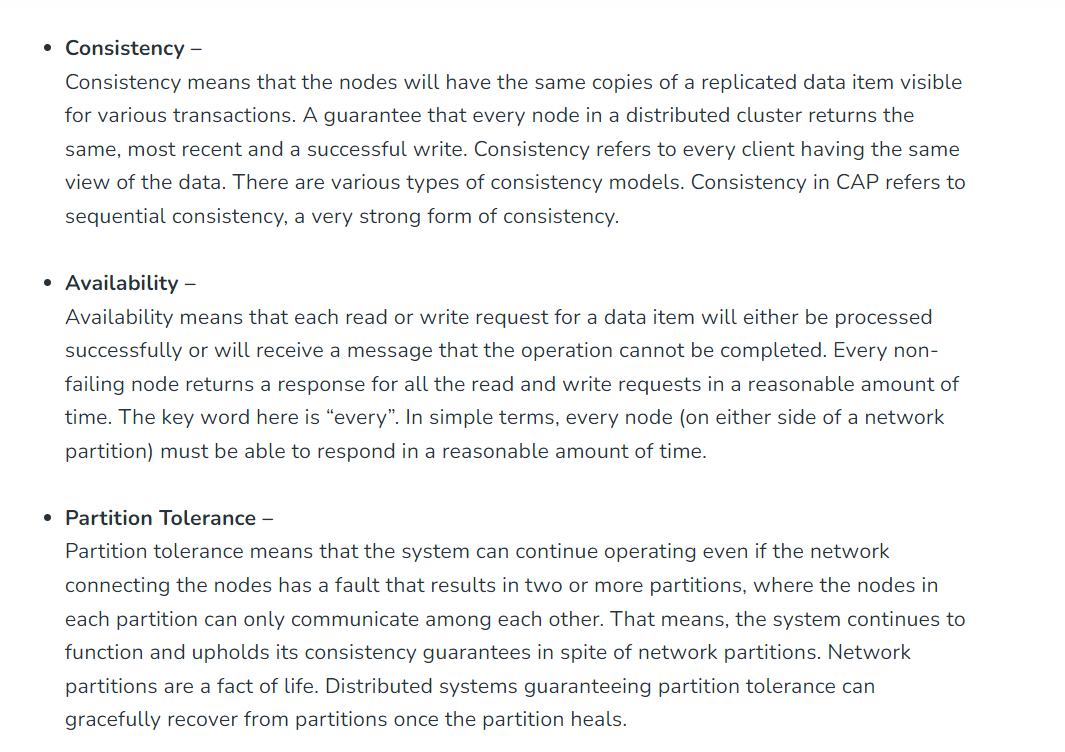 • Consistency –
Consistency means that the nodes will have the same copies of a replicated data item visible
for various transactions. A guarantee that every node in a distributed cluster returns the
same, most recent and a successful write. Consistency refers to every client having the same
view of the data. There are various types of consistency models. Consistency in CAP refers to
sequential consistency, a very strong form of consistency.
• Availability –
Availability means that each read or write request for a data item will either be processed
successfully or will receive a message that the operation cannot be completed. Every non-
failing node returns a response for all the read and write requests in a reasonable amount of
time. The key word here is “every”. In simple terms, every node (on either side of a network
partition) must be able to respond in a reasonable amount of time.
• Partition Tolerance –
Partition tolerance means that the system can continue operating even if the network
connecting the nodes has a fault that results in two or more partitions, where the nodes in
each partition can only communicate among each other. That means, the system continues to
function and upholds its consistency guarantees in spite of network partitions. Network
partitions are a fact of life. Distributed systems guaranteeing partition tolerance can
gracefully recover from partitions once the partition heals.